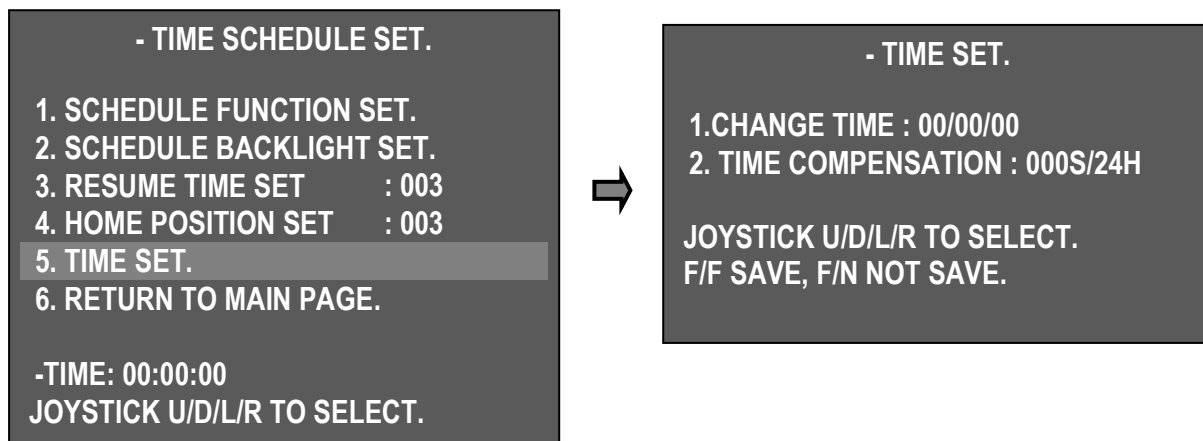 - TIME SCHEDULE SET.
1. SCHEDULE FUNCTION SET.
2. SCHEDULE BACKLIGHT SET.
3. RESUME TIME SET : 003
4. HOME POSITION SET : 003
5. TIME SET.
6. RETURN TO MAIN PAGE.
-TIME: 00:00:00
JOYSTICK U/D/L/R TO SELECT.
- TIME SET.
1.CHANGE TIME : 00/00/00
2. TIME COMPENSATION : 000S/24H
JOYSTICK U/D/L/R TO SELECT.
F/F SAVE, F/N NOT SAVE.